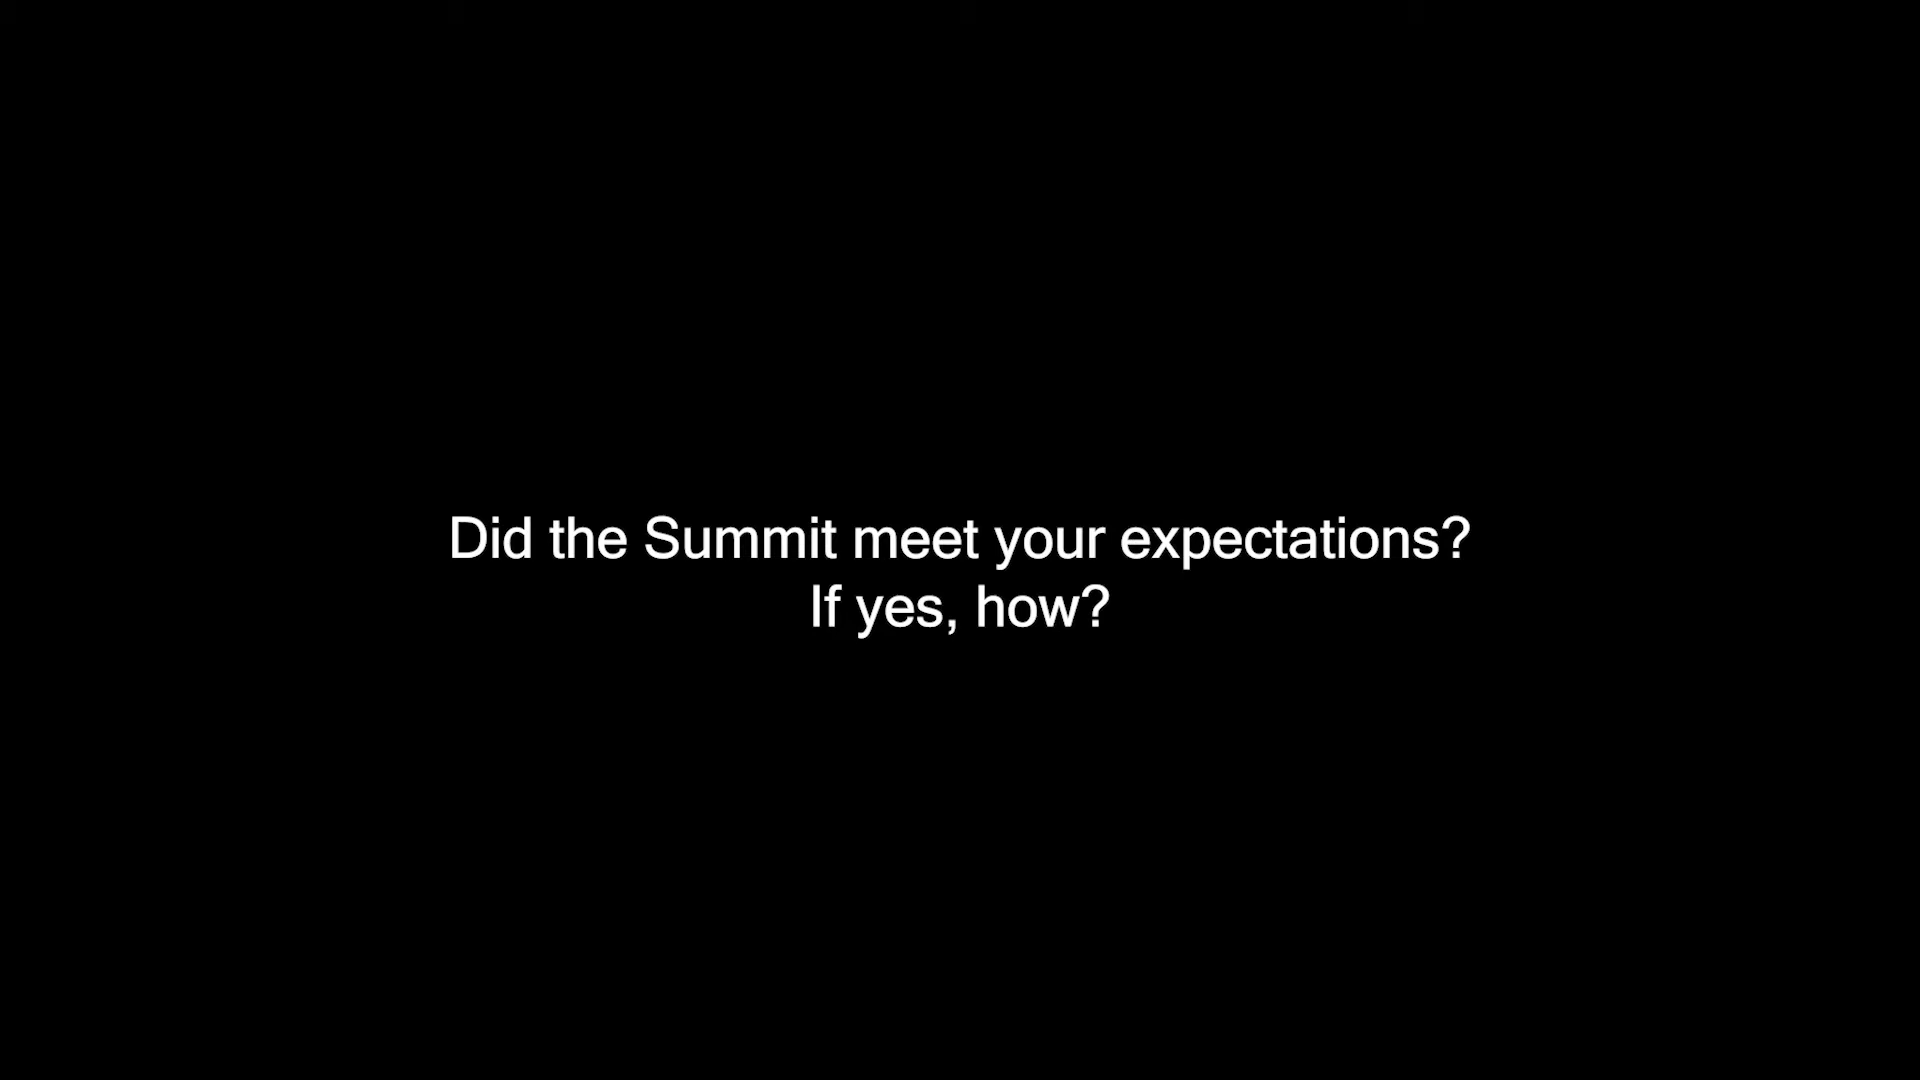 Did the Summit meet your expectations?
If yes, how?